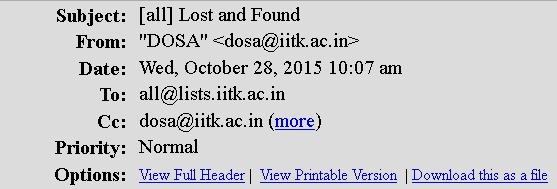 Subject: [all] Lost and Found
From: "DOSA" <dosa@iitk.ac.in>
Date: Wed, October 28, 2015 10:07 am
To: all@lists.iitk.ac.in
Cc: dosa@iitk.ac.in (more)
Priority: Normal
Options: View Full Header | View Printable Version | Download this as a file